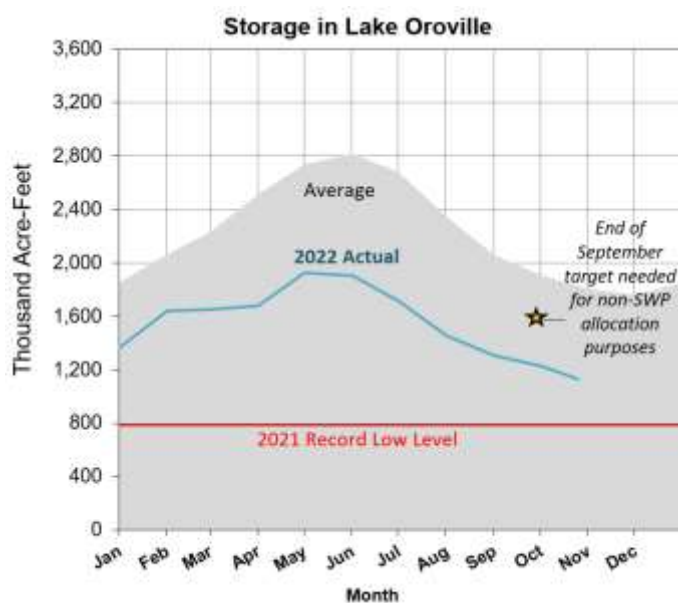 Storage in Lake Oroville
Thousand Acre-Feet
3,600
3,200
2,800
2,400
2,000
1,600
1,200
800
400
0
Average
2022 Actual
End of
September
target needed
for non-SWP
allocation
purposes
2021 Record Low Level
Jan
Feb
Mar
Apr
May
Jun
Jul
Aug
Sep
Oct
Nov
Dec
Month